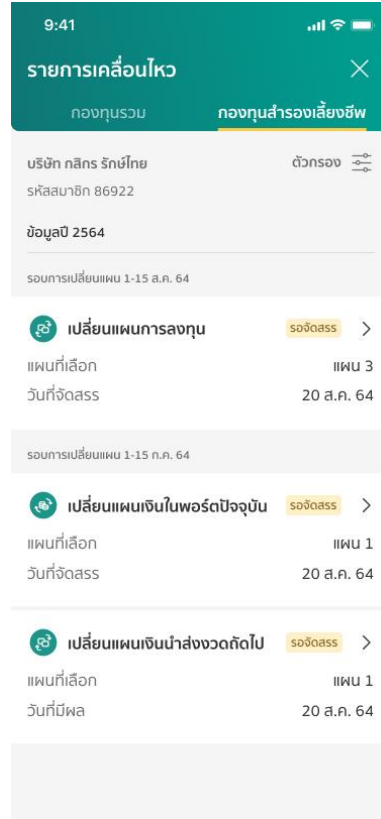 9:41
รายการเคลื่อนไหว
กองทุนรวม กองทุนสำรองเลี้ยงชีพ
บริษัท กสิกร รักษ์ไทย ตัวกรอง
รหัสสมาชิก 86922
ข้อมูลปี 2564
รอบการเปลี่ยนแผน 1-15 ส.ค. 64
เปลี่ยนแผนการลงทุน รอจัดสรร
แผนที่เลือก แผน 3
วันที่จัดสรร 20 ส.ค. 64
รอบการเปลี่ยนแผน 1-15 ก.ค. 64
เปลี่ยนแผนเงินในพอร์ตปัจจุบัน รอจัดสรร
แผนที่เลือก แผน 1
วันที่จัดสรร 20 ส.ค. 64
เปลี่ยนแผนเงินนำส่งงวดถัดไป รอจัดสรร
แผนที่เลือก แผน 1
วันที่มีผล 20 ส.ค. 64